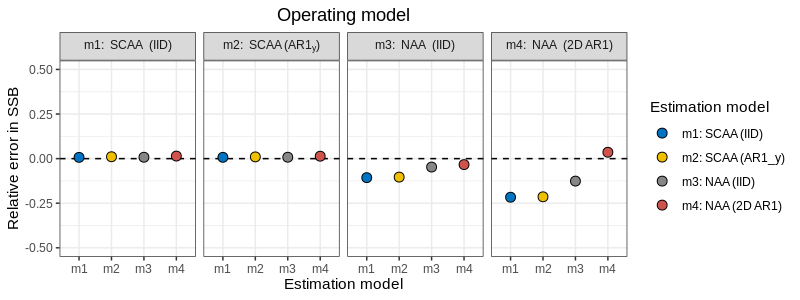 Operating model
m1: SCAA (IID)
m2: SCAA (AR1y)
m3: NAA (IID)
m4: NAA (2D AR1)
Relative error in SSB
0.50
0.25
0.00
-0.25
-0.50
m1 m2 m3 m4
m1 m2 m3 m4
m1 m2 m3 m4
m1 m2 m3 m4
Estimation model
Estimation model
m1: SCAA (IID)
m2: SCAA (AR1_y)
m3: NAA (IID)
m4: NAA (2D AR1)